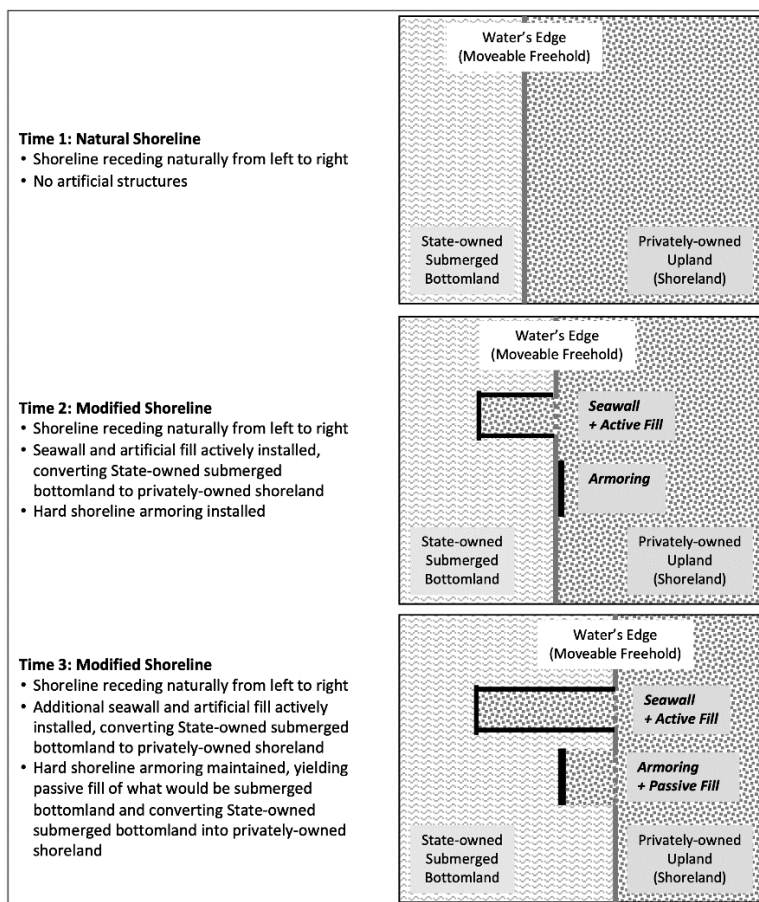 Water's Edge
(Moveable Freehold)
Time 1: Natural Shoreline
• Shoreline receding naturally from left to right
• No artificial structures
State-owned
Submerged
Bottomland
Privately-owned
Upland
(Shoreland)
Water's Edge
(Moveable Freehold)
Time 2: Modified Shoreline
• Shoreline receding naturally from left to right
• Seawall and artificial fill actively installed,
converting State-owned submerged
bottomland to privately-owned shoreland
• Hard shoreline armoring installed
Seawall
+ Active Fill
Armoring
State-owned
Submerged
Bottomland
Privately-owned
Upland
(Shoreland)
Water's Edge
(Moveable Freehold)
Time 3: Modified Shoreline
• Shoreline receding naturally from left to right
• Additional seawall and artificial fill actively
installed, converting State-owned submerged
bottomland to privately-owned shoreland
• Hard shoreline armoring maintained, yielding
passive fill of what would be submerged
bottomland and converting State-owned
submerged bottomland into privately-owned
shoreland
Seawall
+ Active Fill
Armoring
+ Passive Fill
State-owned
Submerged
Bottomland
Privately-owned
Upland
(Shoreland)